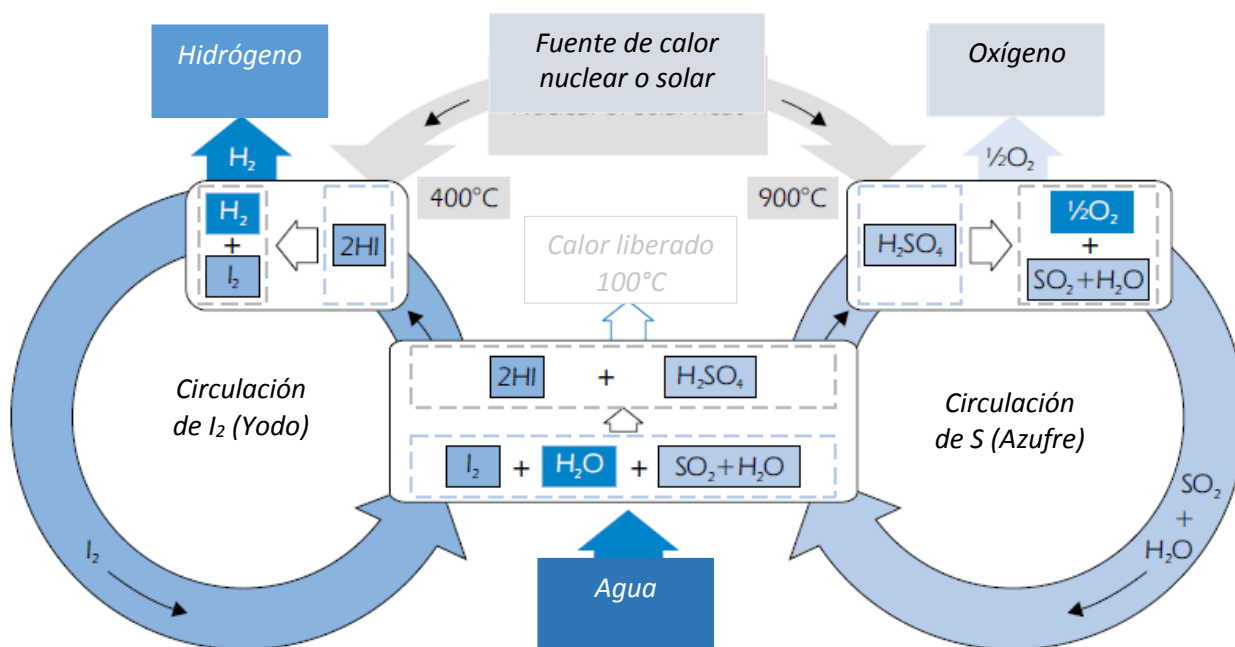 Hidrógeno
Fuente de calor
nuclear o solar
Oxígeno
H₂
½O₂
400°C
900°C
H₂
+
I₂
2HI
Calor liberado
100°C
H₂SO₄
½O₂
+
SO₂+H₂O
2HI + H₂SO₄
I₂ + H₂O + SO₂+H₂O
Circulación
de I₂ (Yodo)
Circulación
de S (Azufre)
I₂
SO₂
+
H₂O
Agua